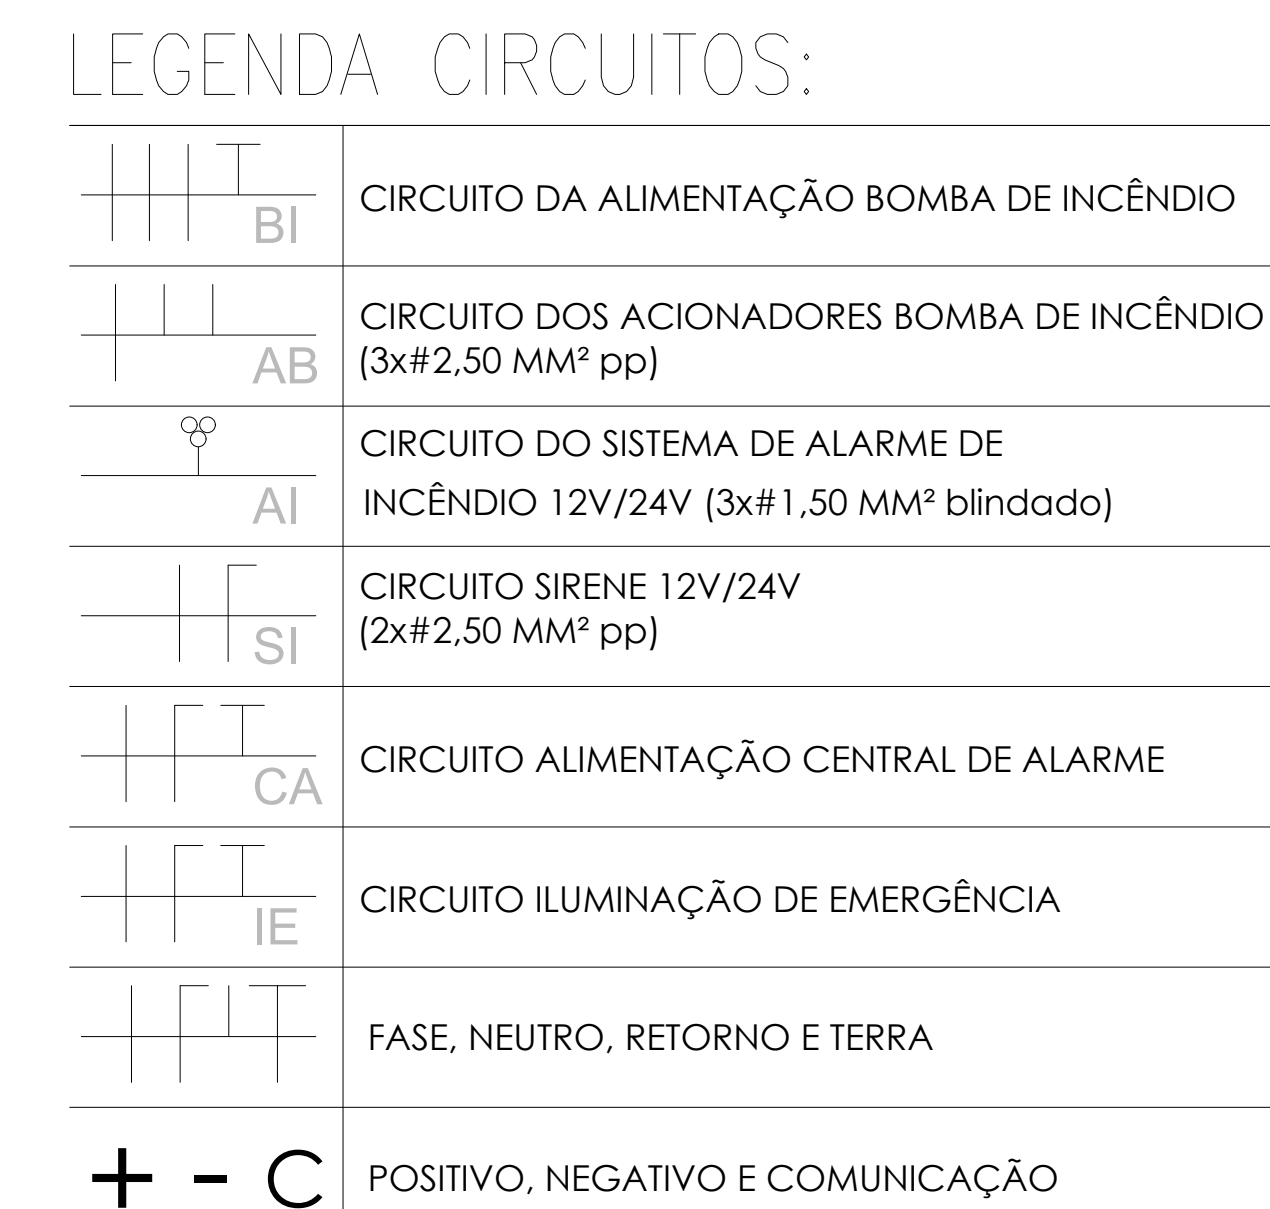 LEGENDA CIRCUITOS:
BI
CIRCUITO DA ALIMENTAÇÃO BOMBA DE INCÊNDIO
AB
CIRCUITO DOS ACIONADORES BOMBA DE INCÊNDIO
(3x#2,50 MM² pp)
AI
CIRCUITO DO SISTEMA DE ALARME DE
INCÊNDIO 12V/24V (3x#1,50 MM² blindado)
SI
CIRCUITO SIRENE 12V/24V
(2x#2,50 MM² pp)
CA
CIRCUITO ALIMENTAÇÃO CENTRAL DE ALARME
IE
CIRCUITO ILUMINAÇÃO DE EMERGÊNCIA
FASE, NEUTRO, RETORNO E TERRA
+ - C
POSITIVO, NEGATIVO E COMUNICAÇÃO